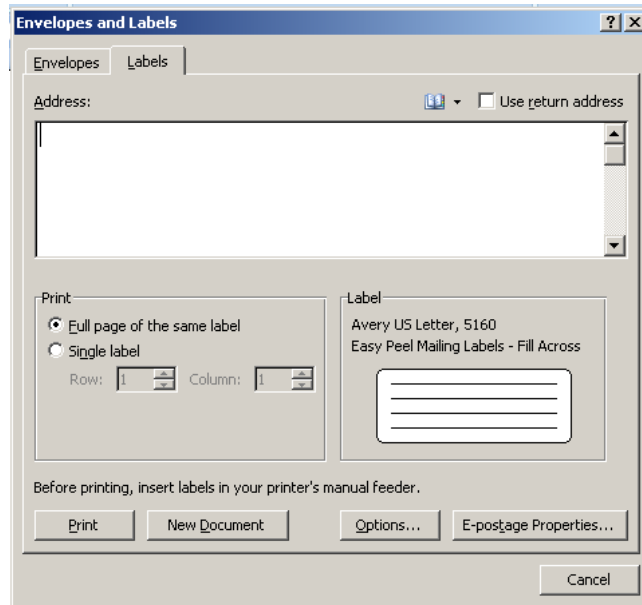 Envelopes and Labels
Envelopes Labels
Address: Use return address
Print
Full page of the same label
Single label
Row: 1 Column: 1
Label
Avery US Letter, 5160
Easy Peel Mailing Labels - Fill Across
Before printing, insert labels in your printer's manual feeder.
Print New Document Options... E-postage Properties...
Cancel